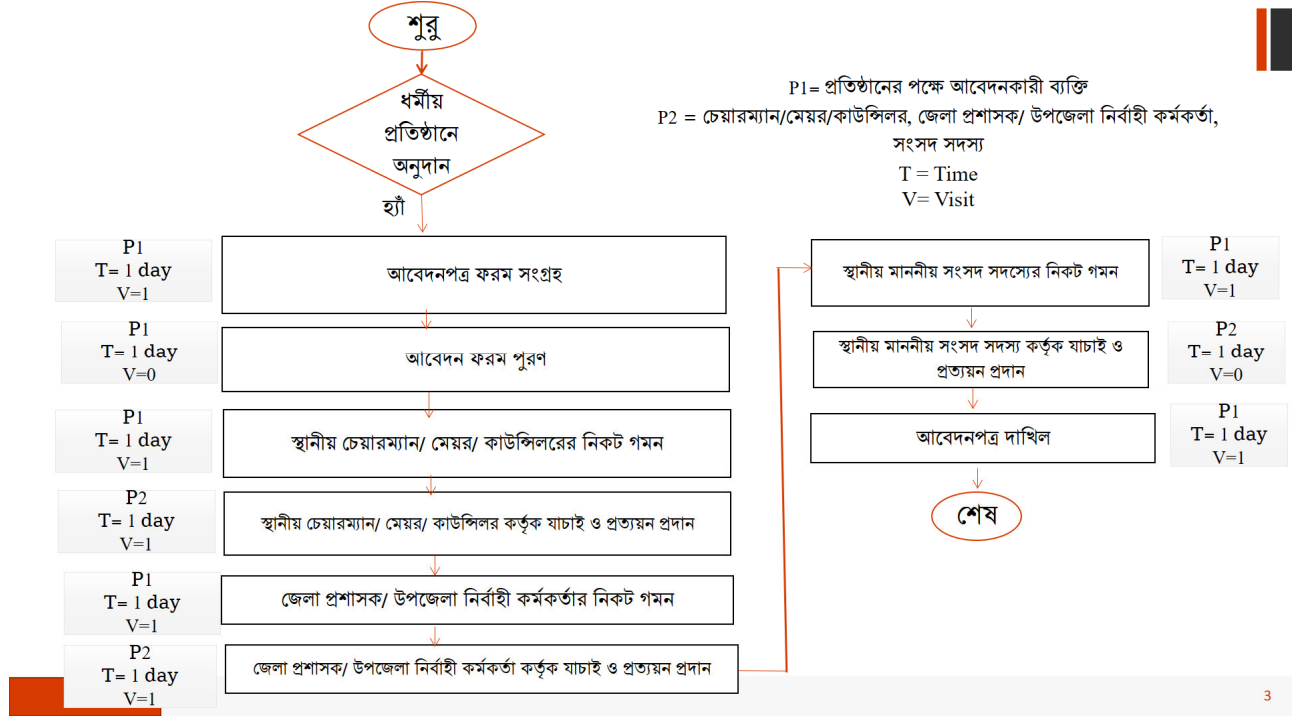 শুরু
ধর্মীয়
প্রতিষ্ঠানে
অনুদান
হ্যাঁ
P1= প্রতিষ্ঠানের পক্ষে আবেদনকারী ব্যক্তি
P2 = চেয়ারম্যান/মেয়র/কাউন্সিলর, জেলা প্রশাসক/ উপজেলা নির্বাহী কর্মকর্তা,
সংসদ সদস্য
T = Time
V= Visit
P1
T= 1 day
V=1
আবেদনপত্র ফরম সংগ্রহ
P1
T= 1 day
V=0
আবেদন ফরম পুরণ
P1
T= 1 day
V=1
স্থানীয় চেয়ারম্যান/ মেয়র/ কাউন্সিলরের নিকট গমন
P2
T= 1 day
V=1
স্থানীয় চেয়ারম্যান/ মেয়র/ কাউন্সিলর কর্তৃক যাচাই ও প্রত্যয়ন প্রদান
P1
T= 1 day
V=1
জেলা প্রশাসক/ উপজেলা নির্বাহী কর্মকর্তার নিকট গমন
P2
T= 1 day
V=1
জেলা প্রশাসক/ উপজেলা নির্বাহী কর্মকর্তা কর্তৃক যাচাই ও প্রত্যয়ন প্রদান
স্থানীয় মাননীয় সংসদ সদস্যের নিকট গমন
P1
T= 1 day
V=1
স্থানীয় মাননীয় সংসদ সদস্য কর্তৃক যাচাই ও
প্রত্যয়ন প্রদান
P2
T= 1 day
V=0
আবেদনপত্র দাখিল
P1
T= 1 day
V=1
শেষ
3